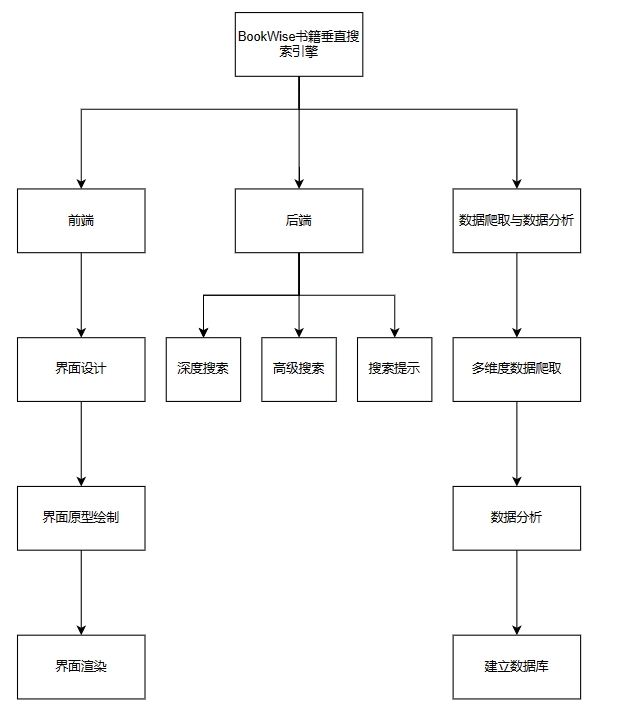 BookWise书籍垂直搜
索引擎
前端
后端
数据爬取与数据分析
界面设计
深度搜索
高级搜索
搜索提示
多维度数据爬取
界面原型绘制
数据分析
界面渲染
建立数据库